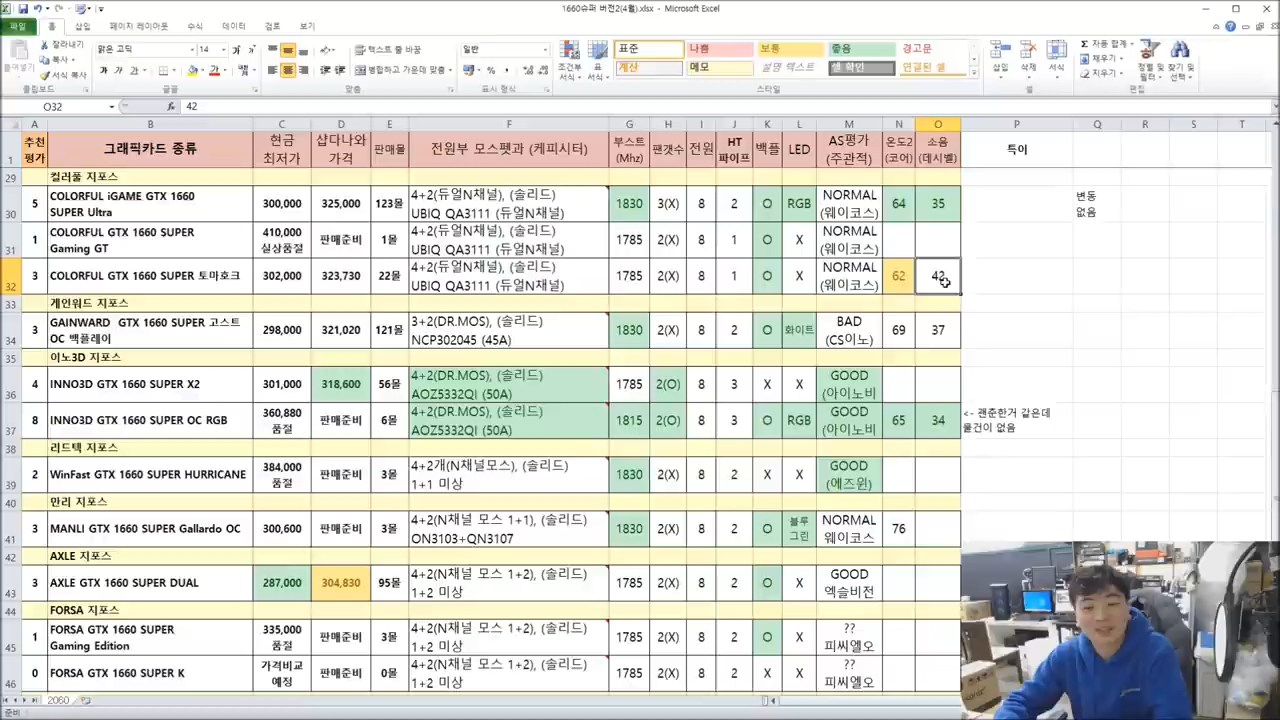 1660슈퍼 버전2(4월).xlsx - Microsoft Excel
파일 홈 삽입 페이지 레이아웃 수식 데이터 검토 보기
잘라내기
복사
서식 복사
붙여넣기
클립보드
맑은 고딕 14
글꼴
텍스트 줄 바꿈
병합하고 가운데 맞춤
맞춤
일반
표시 형식
조건부 서식 표 서식
표준 나쁨 보통 좋음 경고문
계산 메모 설명 텍스트 셀 확인 연결된 셀
스타일
삽입 삭제 서식
셀
자동 합계
채우기
지우기
정렬 및 필터 찾기 및 선택
편집
O32 fx 42
A B C D E F G H I J K L M N O P Q R S T
1 추천 평가 그래픽카드 종류 현금 최저가 샵다나와 가격 판매몰 전원부 모스펫과 (케피시터) 부스트 (Mhz) 팬갯수 전원 HT 파이프 백플 LED AS평가 (주관적) 온도2 (코어) 소음 (데시벨) 특이
29 컬러풀 지포스
30 5 COLORFUL iGAME GTX 1660 SUPER Ultra 300,000 325,000 123몰 4+2(듀얼N채널), (솔리드) UBIQ QA3111 (듀얼N채널) 1830 3(X) 8 2 O RGB NORMAL (웨이코스) 64 35 변동 없음
31 1 COLORFUL GTX 1660 SUPER Gaming GT 410,000 실상품절 판매준비 1몰 4+2(듀얼N채널), (솔리드) UBIQ QA3111 (듀얼N채널) 1785 2(X) 8 1 O X NORMAL (웨이코스)
32 3 COLORFUL GTX 1660 SUPER 토마호크 302,000 323,730 22몰 4+2(듀얼N채널), (솔리드) UBIQ QA3111 (듀얼N채널) 1785 2(X) 8 1 O X NORMAL (웨이코스) 62 42
33 게인워드 지포스
34 3 GAINWARD GTX 1660 SUPER 고스트 OC 백플레이 298,000 321,020 121몰 3+2(DR.MOS), (솔리드) NCP302045 (45A) 1830 2(X) 8 2 O 화이트 BAD (CS이노) 69 37
35 이노3D 지포스
36 4 INNO3D GTX 1660 SUPER X2 301,000 318,600 56몰 4+2(DR.MOS), (솔리드) AOZ5332QI (50A) 1785 2(O) 8 3 X X GOOD (아이노비
37 8 INNO3D GTX 1660 SUPER OC RGB 360,880 품절 판매준비 6몰 4+2(DR.MOS), (솔리드) AOZ5332QI (50A) 1815 2(O) 8 3 O RGB GOOD (아이노비 65 34 <- 괜준한거 같은데 물건이 없음
38 리드텍 지포스
39 2 WinFast GTX 1660 SUPER HURRICANE 384,000 품절 판매준비 3몰 4+2개(N채널모스), (솔리드) 1+1 미상 1830 2(X) 8 2 X X GOOD (에즈윈)
40 만리 지포스
41 3 MANLI GTX 1660 SUPER Gallardo OC 300,600 판매준비 3몰 4+2(N채널 모스 1+1), (솔리드) ON3103+QN3107 1830 2(X) 8 2 O 블루 그린 NORMAL 웨이코스 76
42 AXLE 지포스
43 3 AXLE GTX 1660 SUPER DUAL 287,000 304,830 95몰 4+2(N채널 모스 1+2), (솔리드) 1+2 미상 1785 2(X) 8 2 O X GOOD 엑슬비전
44 FORSA 지포스
45 1 FORSA GTX 1660 SUPER Gaming Edition 335,000 품절 판매준비 3몰 4+2(N채널 모스 1+2), (솔리드) 1+2 미상 1785 2(X) 8 2 O X ?? 피씨엘오
46 0 FORSA GTX 1660 SUPER K 가격비교 예정 판매준비 0몰 4+2(N채널 모스 1+2), (솔리드) 1+2 미상 1785 2(X) 8 2 X X ?? 피씨엘오
2060
준비